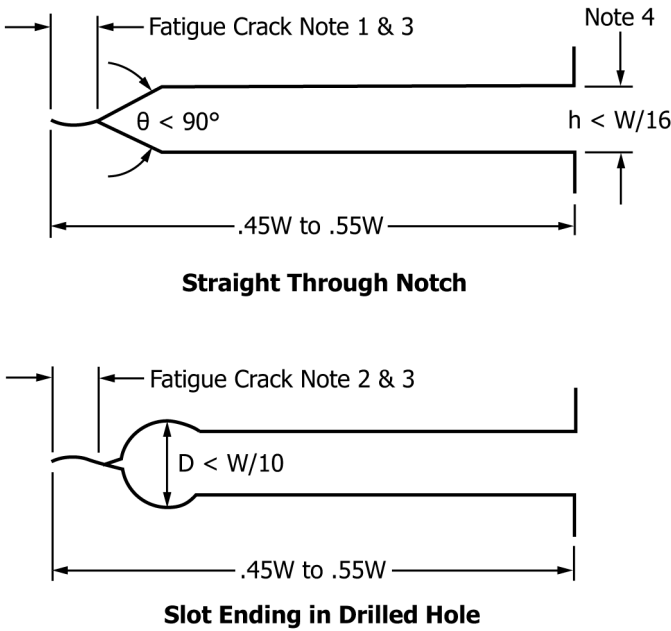 Note 4
Fatigue Crack Note 1 & 3
θ < 90°
h < W/16
.45W to .55W
Straight Through Notch
Fatigue Crack Note 2 & 3
D < W/10
.45W to .55W
Slot Ending in Drilled Hole